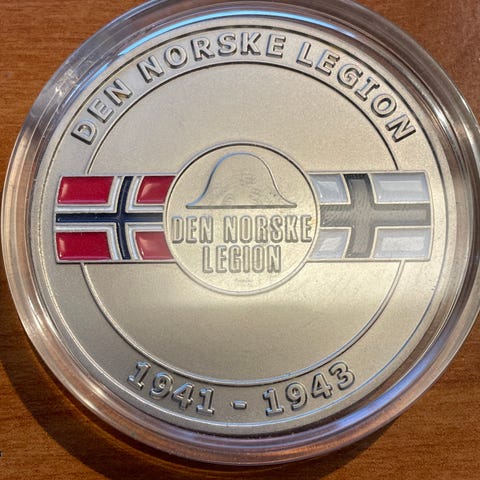 DEN NORSKE LEGION
DEN NORSKE
LEGION
1941 - 1943